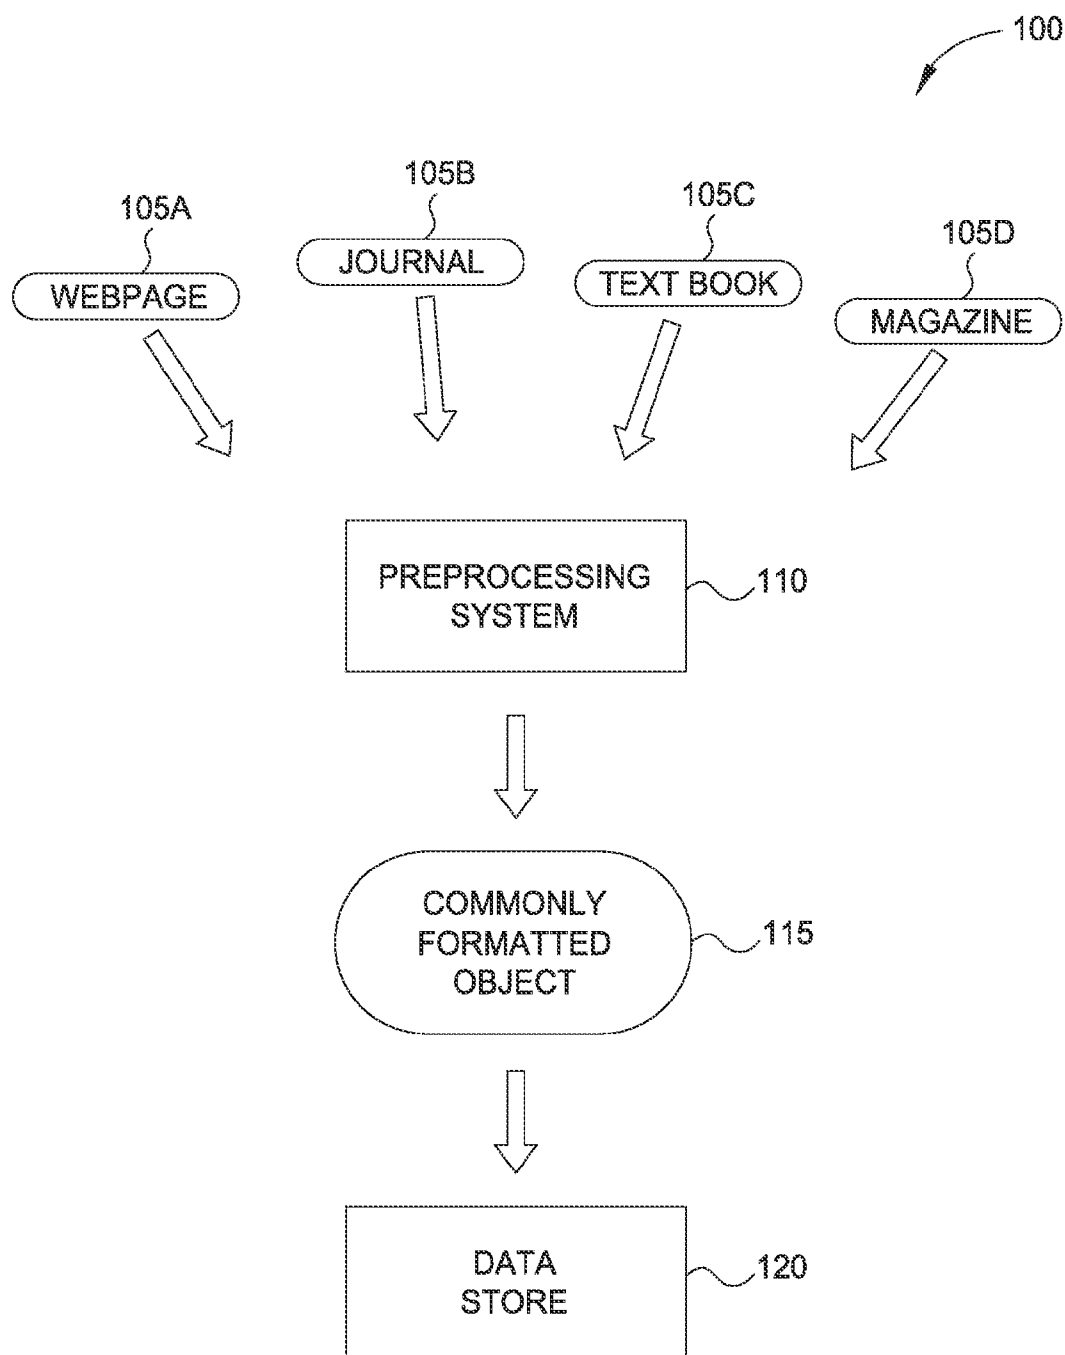 100
105B
105C
105A
105D
JOURNAL
TEXT BOOK
WEBPAGE
MAGAZINE
PREPROCESSING
SYSTEM
110
COMMONLY
FORMATTED
OBJECT
115
DATA
STORE
120